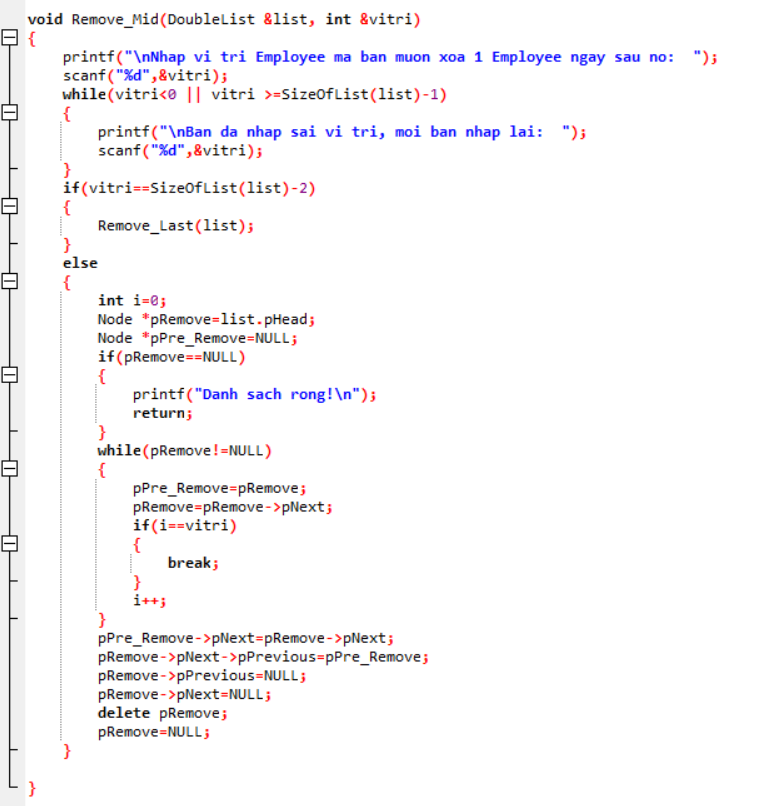 void Remove_Mid(DoubleList &list, int &vitri)
{
    printf("\nNhap vi tri Employee ma ban muon xoa 1 Employee ngay sau no:  ");
    scanf("%d",&vitri);
    while(vitri<0 || vitri >=SizeOfList(list)-1)
    {
        printf("\nBan da nhap sai vi tri, moi ban nhap lai:  ");
        scanf("%d",&vitri);
    }
    if(vitri==SizeOfList(list)-2)
    {
        Remove_Last(list);
    }
    else
    {
        int i=0;
        Node *pRemove=list.pHead;
        Node *pPre_Remove=NULL;
        if(pRemove==NULL)
        {
            printf("Danh sach rong!\n");
            return;
        }
        while(pRemove!=NULL)
        {
            pPre_Remove=pRemove;
            pRemove=pRemove->pNext;
            if(i==vitri)
            {
                break;
            }
            i++;
        }
        pPre_Remove->pNext=pRemove->pNext;
        pRemove->pNext->pPrevious=pPre_Remove;
        pRemove->pPrevious=NULL;
        pRemove->pNext=NULL;
        delete pRemove;
        pRemove=NULL;
    }
}